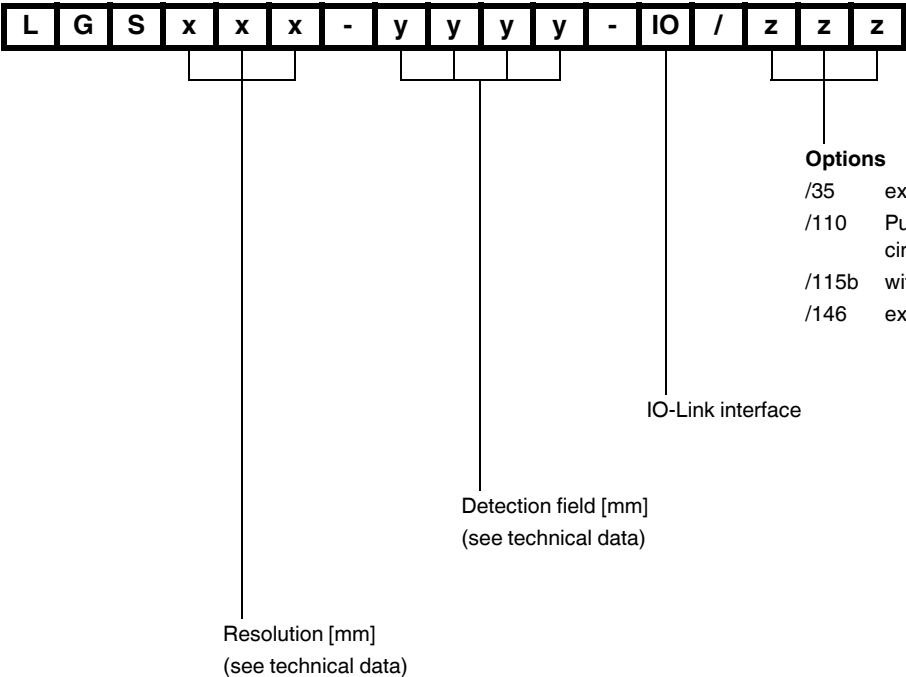 L G S x x x - y y y y - IO / z z z
Options
/35
/110
/115b
/146
IO-Link interface
Detection field [mm]
(see technical data)
Resolution [mm]
(see technical data)